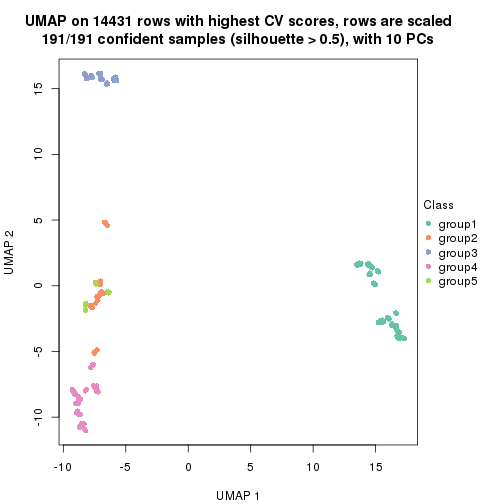 UMAP on 14431 rows with highest CV scores, rows are scaled
191/191 confident samples (silhouette > 0.5), with 10 PCs
15
10
5
0
-5
-10
UMAP 2
-10
-5
0
5
10
15
UMAP 1
Class
group1
group2
group3
group4
group5